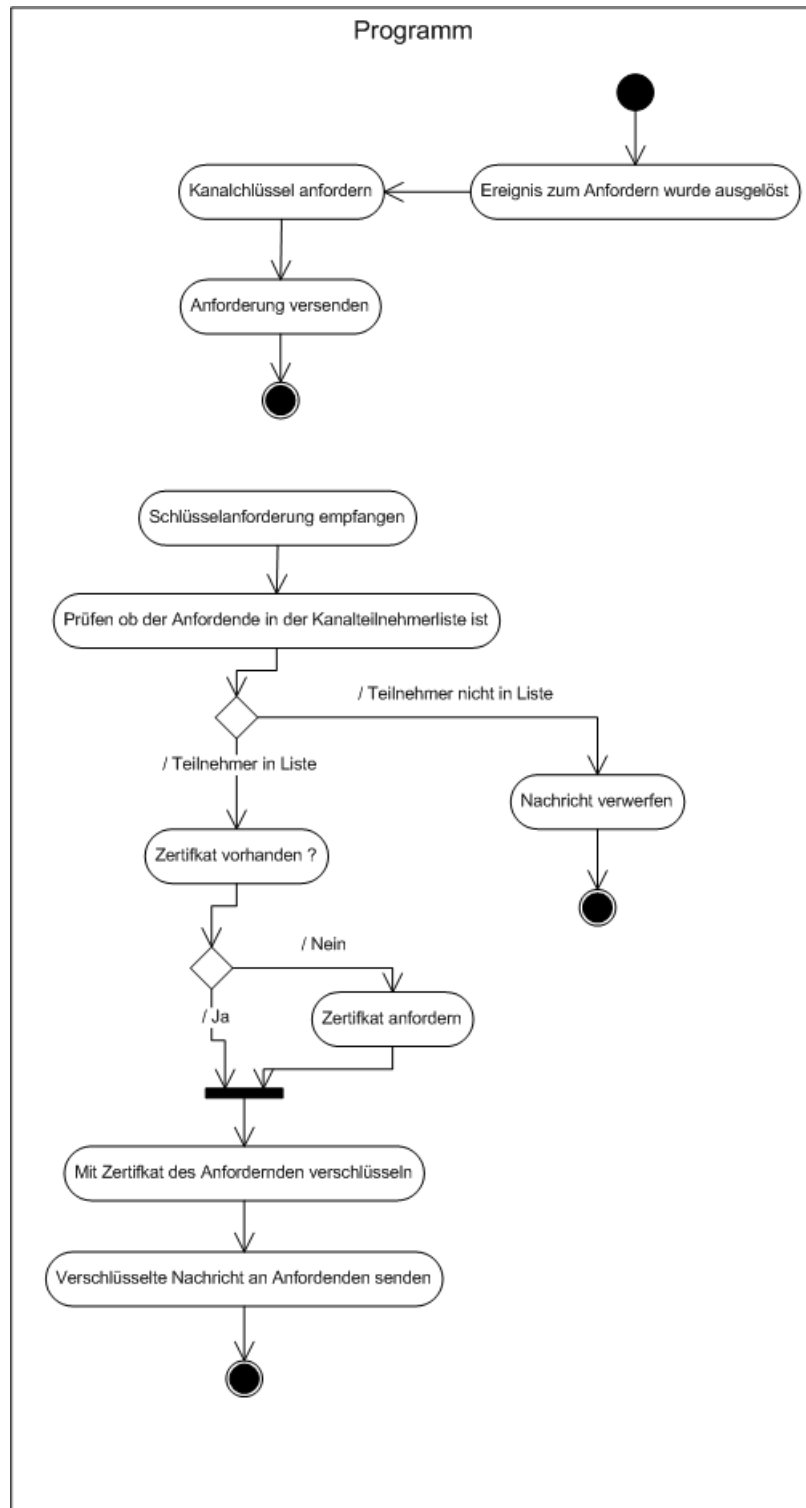 Programm
Ereignis zum Anfordern wurde ausgelöst
Kanalchlüssel anfordern
Anforderung versenden
Schlüsselanforderung empfangen
Prüfen ob der Anfordende in der Kanalteilnehmerliste ist
/ Teilnehmer nicht in Liste
/ Teilnehmer in Liste
Nachricht verwerfen
Zertifkat vorhanden ?
/ Nein
/ Ja
Zertifkat anfordern
Mit Zertifkat des Anfordernden verschlüseln
Verschlüsselte Nachricht an Anfordenden senden